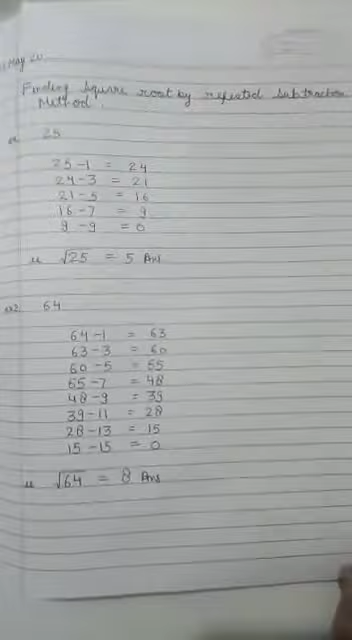 May 20
Finding Square root by repeated Subtraction
Method.
25
25 - 1 = 24
24 - 3 = 21
21 - 5 = 16
16 - 7 = 9
9 - 9 = 0
√25 = 5 Ans
Q2. 64
64 - 1 = 63
63 - 3 = 60
60 - 5 = 55
55 - 7 = 48
48 - 9 = 39
39 - 11 = 28
28 - 13 = 15
15 - 15 = 0
√64 = 8 Ans